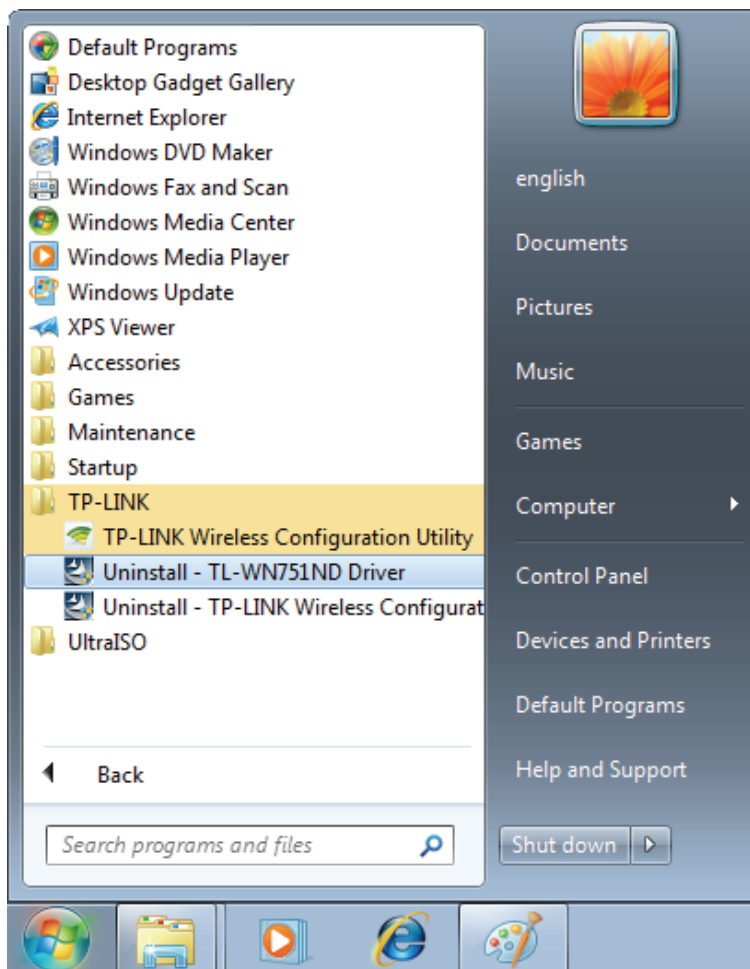 Default Programs
Desktop Gadget Gallery
Internet Explorer
Windows DVD Maker
Windows Fax and Scan
Windows Media Center
Windows Media Player
Windows Update
XPS Viewer
Accessories
Games
Maintenance
Startup
TP-LINK
TP-LINK Wireless Configuration Utility
Uninstall - TL-WN751ND Driver
Uninstall - TP-LINK Wireless Configurat
UltraISO
Back
Search programs and files
english
Documents
Pictures
Music
Games
Computer
Control Panel
Devices and Printers
Default Programs
Help and Support
Shut down